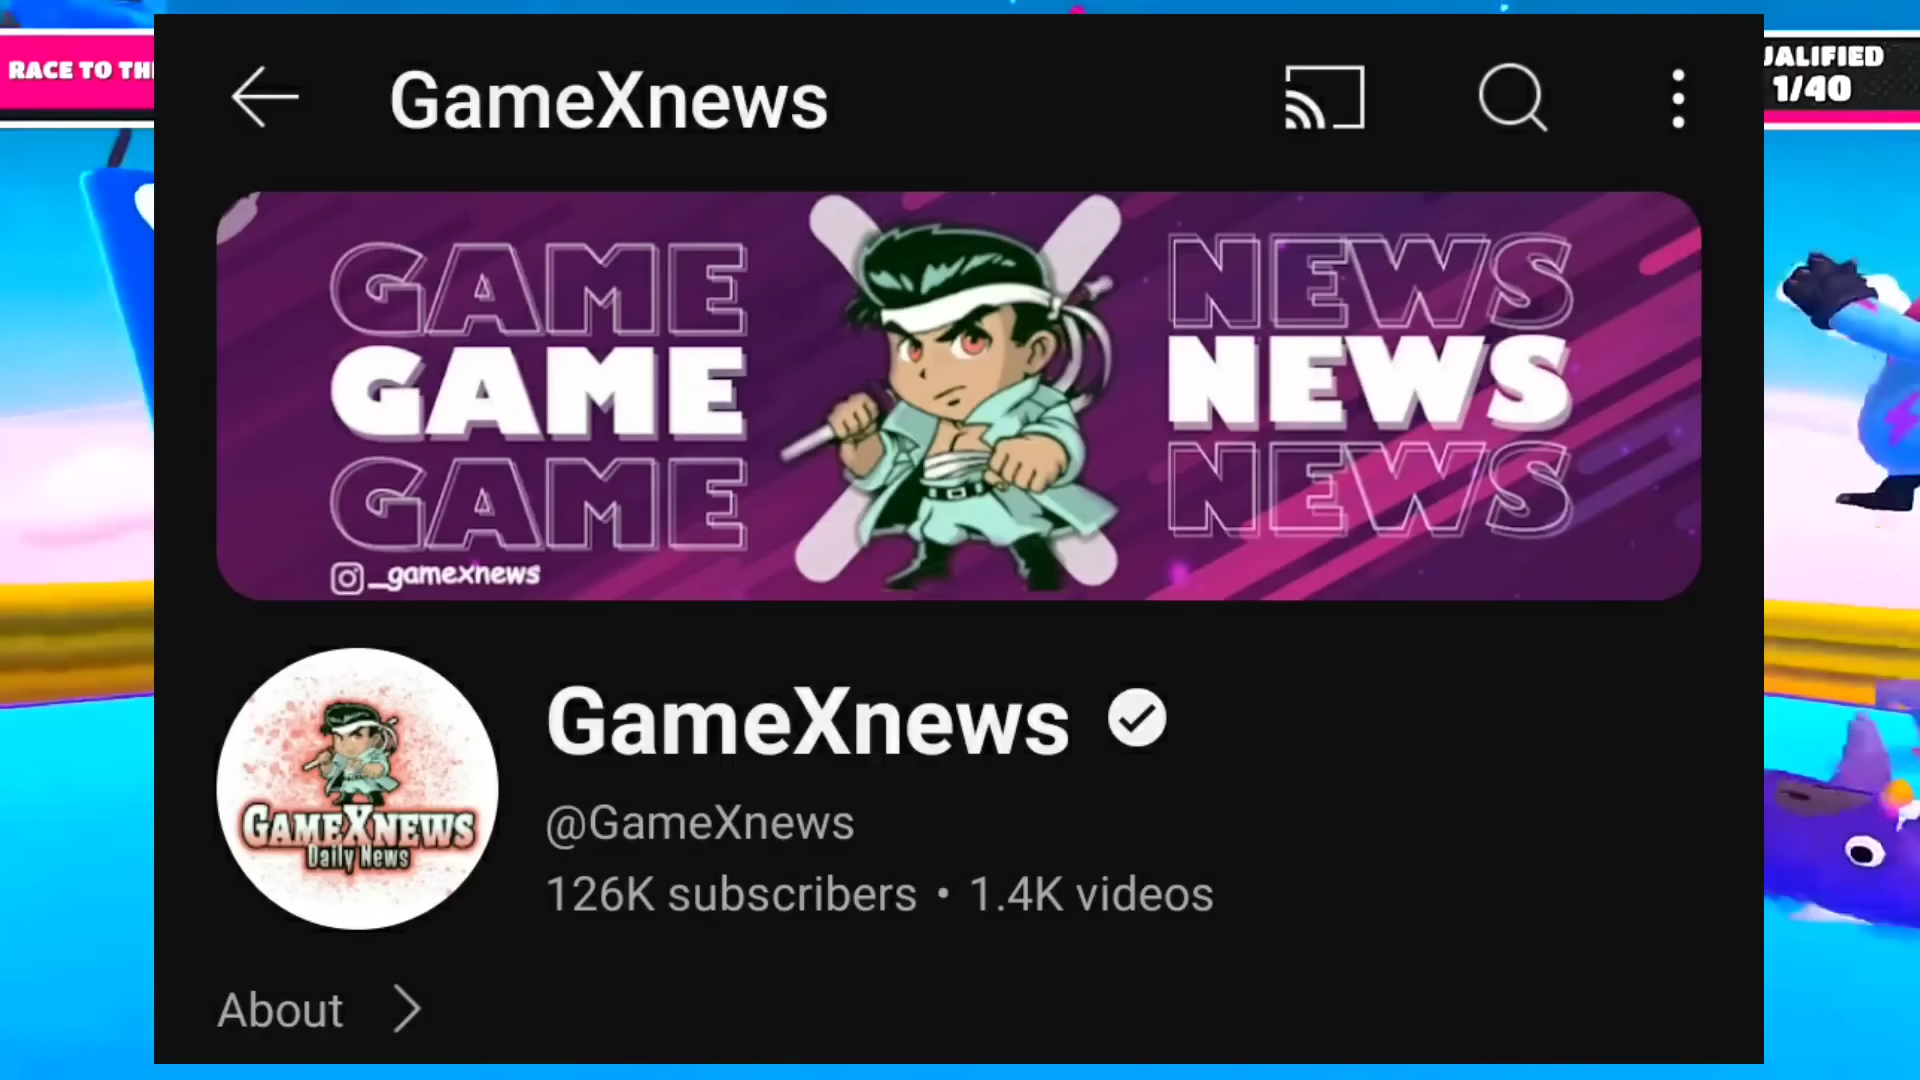 RACE TO TH
UALIFIED
1/40
GameXnews
GAME
GAME
GAME
NEWS
NEWS
NEWS
_gamexnews
GAMEXNEWS
Daily News
GameXnews
@GameXnews
126K subscribers • 1.4K videos
About